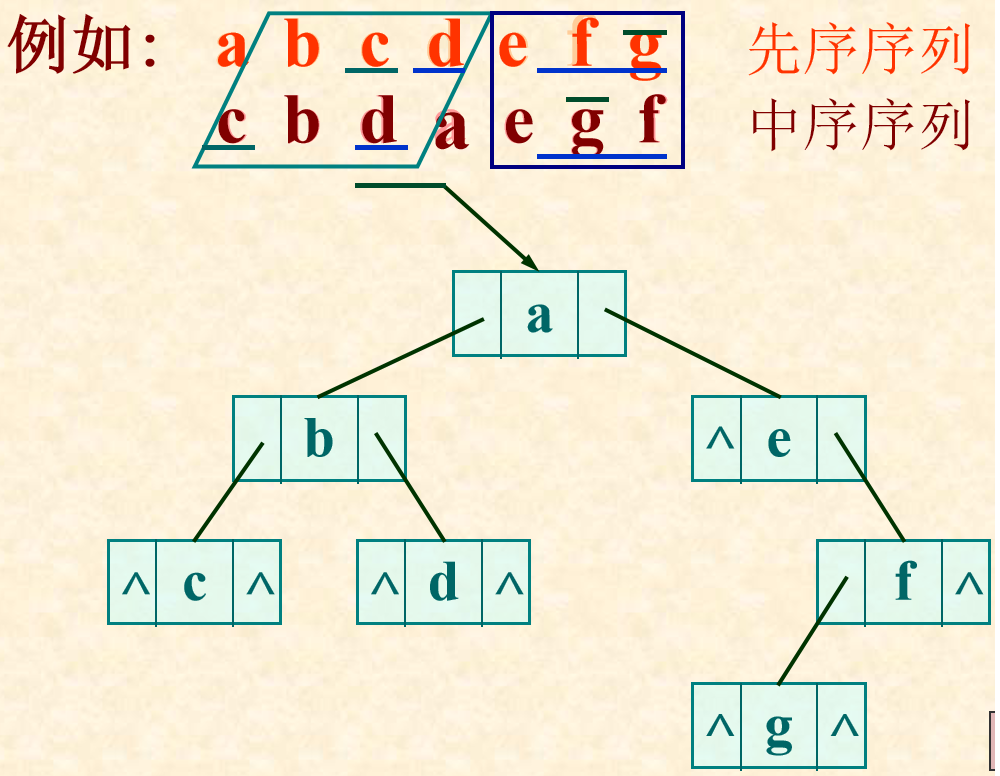 例如: a b c d e f g 先序序列
c b d a e g f 中序序列
a
b ^ e
^ c ^ ^ d ^ f ^
^ g ^